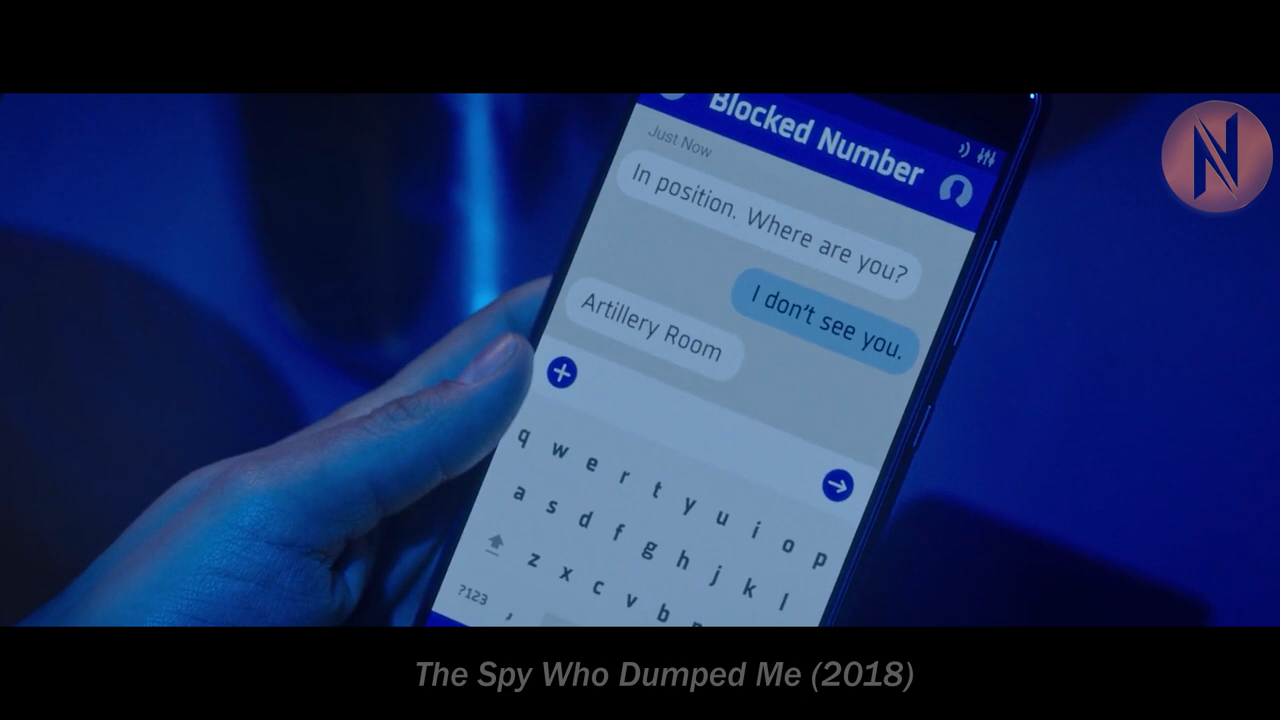 Blocked Number
Just Now
In position. Where are you?
I don't see you.
Artillery Room
q w e r t y u i o p
a s d f g h j k l
z x c v b
?123 ,
The Spy Who Dumped Me (2018)